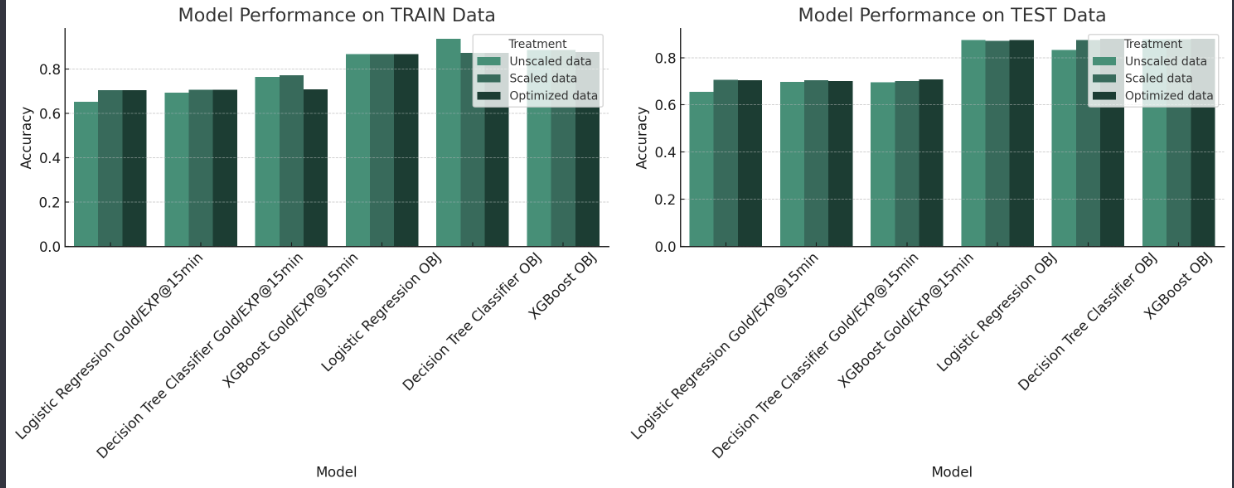 Model Performance on TRAIN Data
Accuracy
0.8
0.6
0.4
0.2
0.0
Treatment
Unscaled data
Scaled data
Optimized data
Logistic Regression Gold/EXP@15min
Decision Tree Classifier Gold/EXP@15min
XGBoost Gold/EXP@15min
Logistic Regression OBJ
Decision Tree Classifier OBJ
XGBoost OBJ
Model
Model Performance on TEST Data
Accuracy
0.8
0.6
0.4
0.2
0.0
Treatment
Unscaled data
Scaled data
Optimized data
Logistic Regression Gold/EXP@15min
Decision Tree Classifier Gold/EXP@15min
XGBoost Gold/EXP@15min
Logistic Regression OBJ
Decision Tree Classifier OBJ
XGBoost OBJ
Model